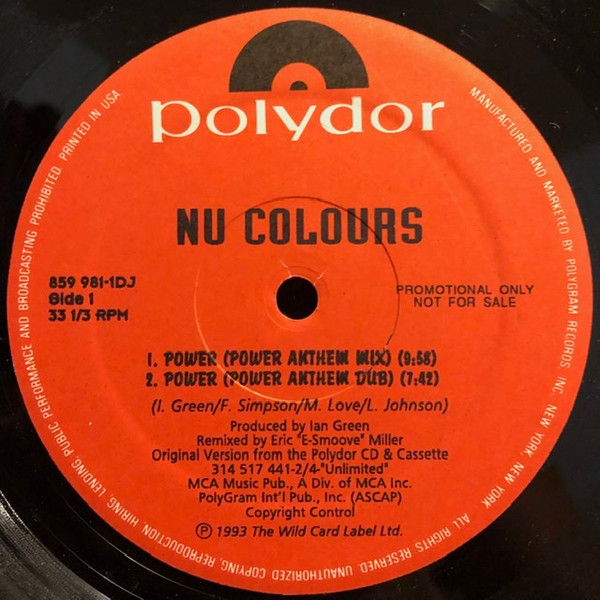 polydor
NU COLOURS
859 981-1DJ
Side 1
33 1/3 RPM
PROMOTIONAL ONLY
NOT FOR SALE
1. POWER (POWER ANTHEM MIX) (9:58)
2. POWER (POWER ANTHEM DUB) (7:42)
(I. Green/F. Simpson/M. Love/L. Johnson)
Produced by Ian Green
Remixed by Eric "E-Smoove" Miller
Original Version from the Polydor CD & Cassette
314 517 441-2/4-"Unlimited"
MCA Music Pub., A Div. of MCA Inc.
PolyGram Int'l Pub., Inc. (ASCAP)
Copyright Control
Ⓟ 1993 The Wild Card Label Ltd.
MANUFACTURED AND MARKETED BY POLYGRAM RECORDS, INC. NEW YORK, NEW YORK ALL RIGHTS RESERVED. UNAUTHORIZED COPYING, REPRODUCTION, HIRING, LENDING, PUBLIC PERFORMANCE AND BROADCASTING PROHIBITED. PRINTED IN USA